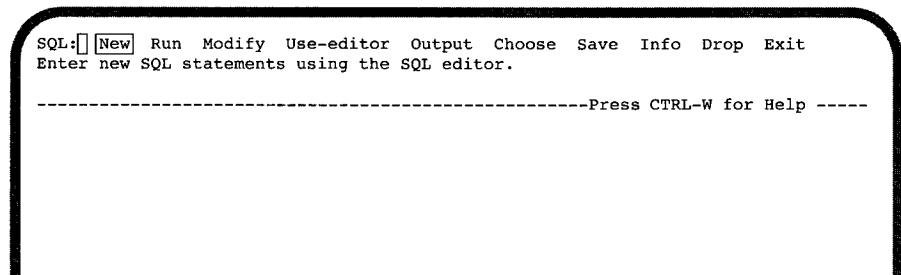 SQL: New Run Modify Use-editor Output Choose Save Info Drop Exit
Enter new SQL statements using the SQL editor.
-----------------------------------------------------Press CTRL-W for Help -----